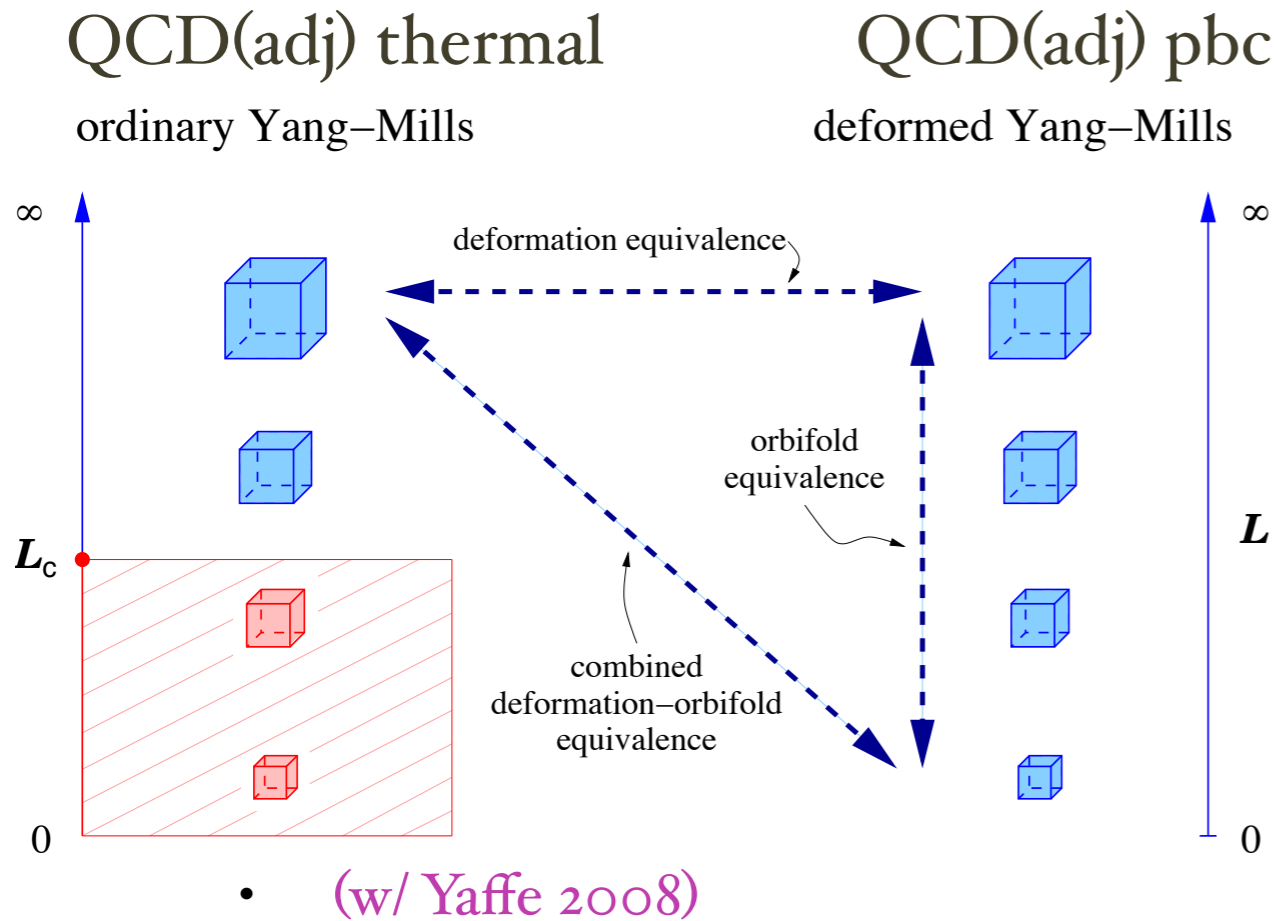 QCD(adj) thermal
QCD(adj) pbc
ordinary Yang–Mills
deformed Yang–Mills
∞
∞
deformation equivalence
orbifold
equivalence
L
Lc
combined
deformation–orbifold
equivalence
0
0
• (w/ Yaffe 2008)